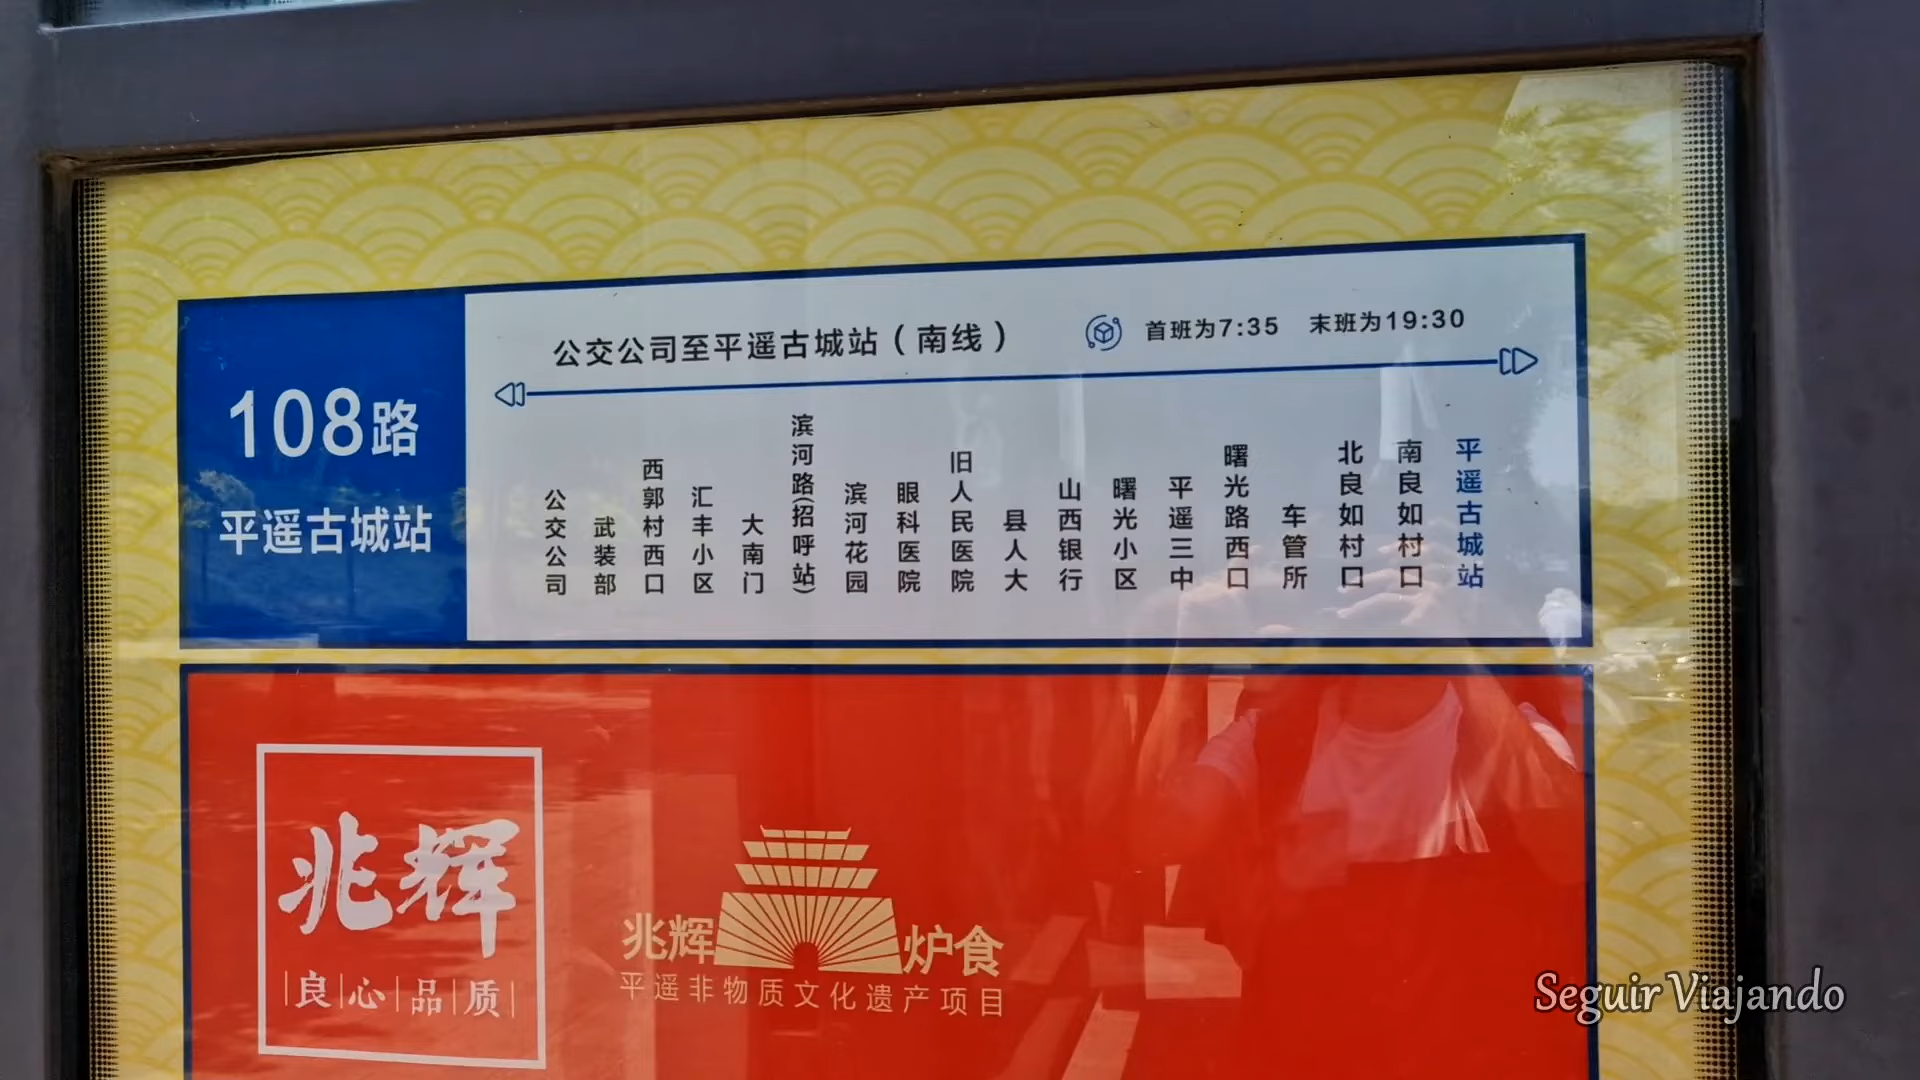 108路
平遥古城站
公交公司至平遥古城站（南线）
首班为7:35 末班为19:30
公交公司
武装部
西郭村西口
汇丰小区
大南门
滨河路(招呼站)
滨河花园
眼科医院
旧人民医院
县人大
山西银行
曙光小区
平遥三中
曙光路西口
车管所
北良如村口
南良如村口
平遥古城站
兆辉
良心品质
兆辉 炉食
平遥非物质文化遗产项目
Seguir Viajando